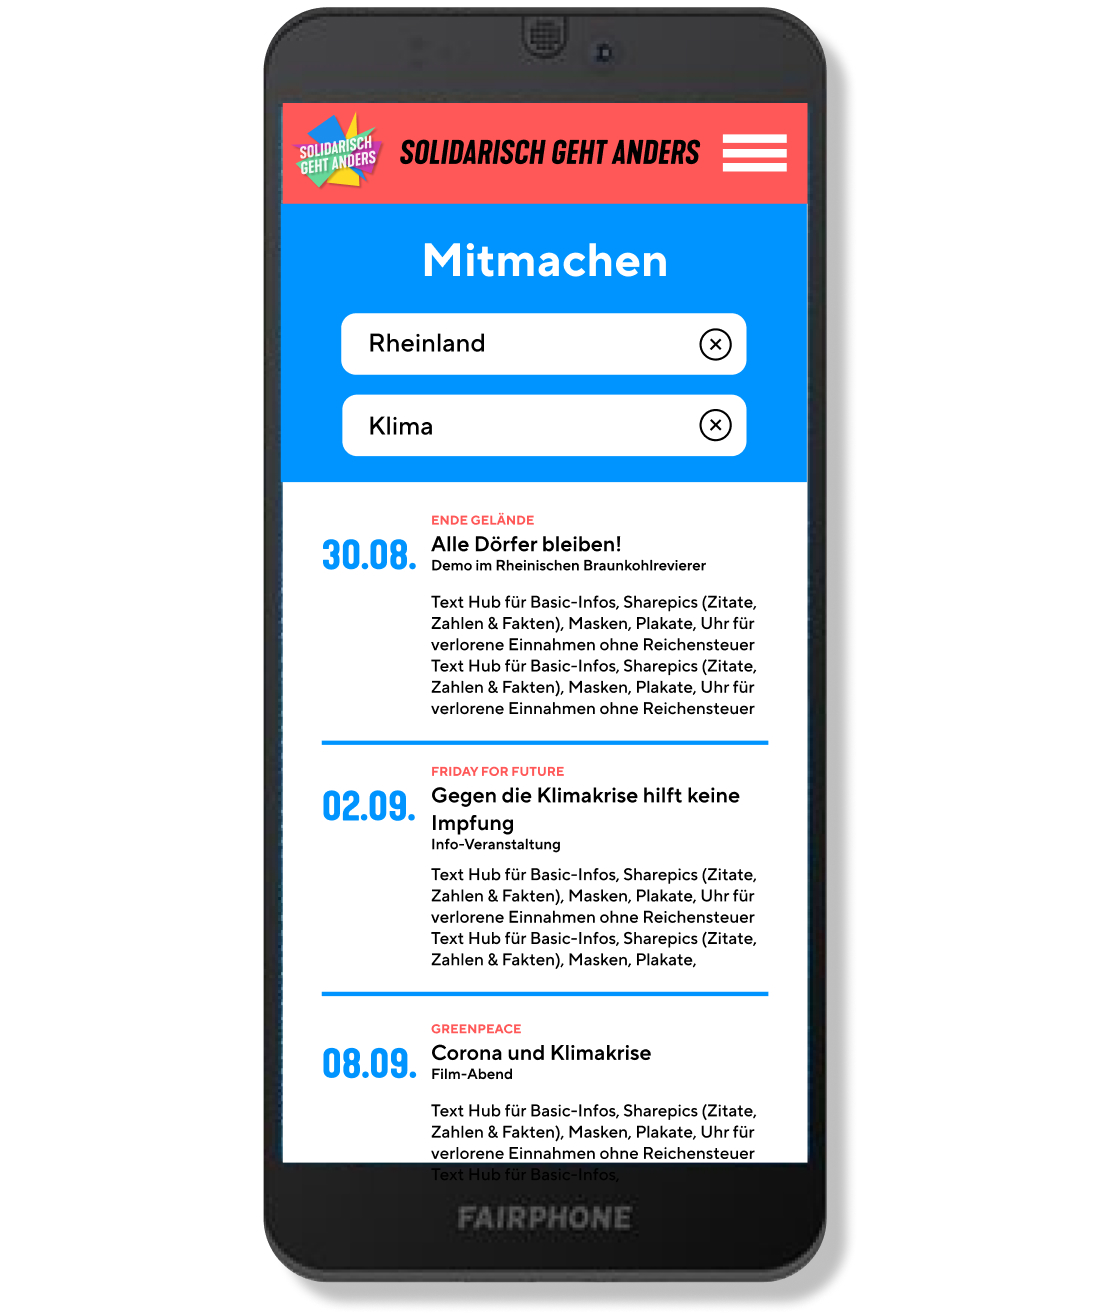 SOLIDARISCH
GEHT ANDERS
SOLIDARISCH GEHT ANDERS
Mitmachen
Rheinland
Klima
ENDE GELÄNDE
30.08.
Alle Dörfer bleiben!
Demo im Rheinischen Braunkohlrevierer
Text Hub für Basic-Infos, Sharepics (Zitate,
Zahlen & Fakten), Masken, Plakate, Uhr für
verlorene Einnahmen ohne Reichensteuer
Text Hub für Basic-Infos, Sharepics (Zitate,
Zahlen & Fakten), Masken, Plakate, Uhr für
verlorene Einnahmen ohne Reichensteuer
FRIDAY FOR FUTURE
02.09.
Gegen die Klimakrise hilft keine
Impfung
Info-Veranstaltung
Text Hub für Basic-Infos, Sharepics (Zitate,
Zahlen & Fakten), Masken, Plakate, Uhr für
verlorene Einnahmen ohne Reichensteuer
Text Hub für Basic-Infos, Sharepics (Zitate,
Zahlen & Fakten), Masken, Plakate,
GREENPEACE
08.09.
Corona und Klimakrise
Film-Abend
Text Hub für Basic-Infos, Sharepics (Zitate,
Zahlen & Fakten), Masken, Plakate, Uhr für
verlorene Einnahmen ohne Reichensteuer
Text Hub für Basic-Infos,
FAIRPHONE